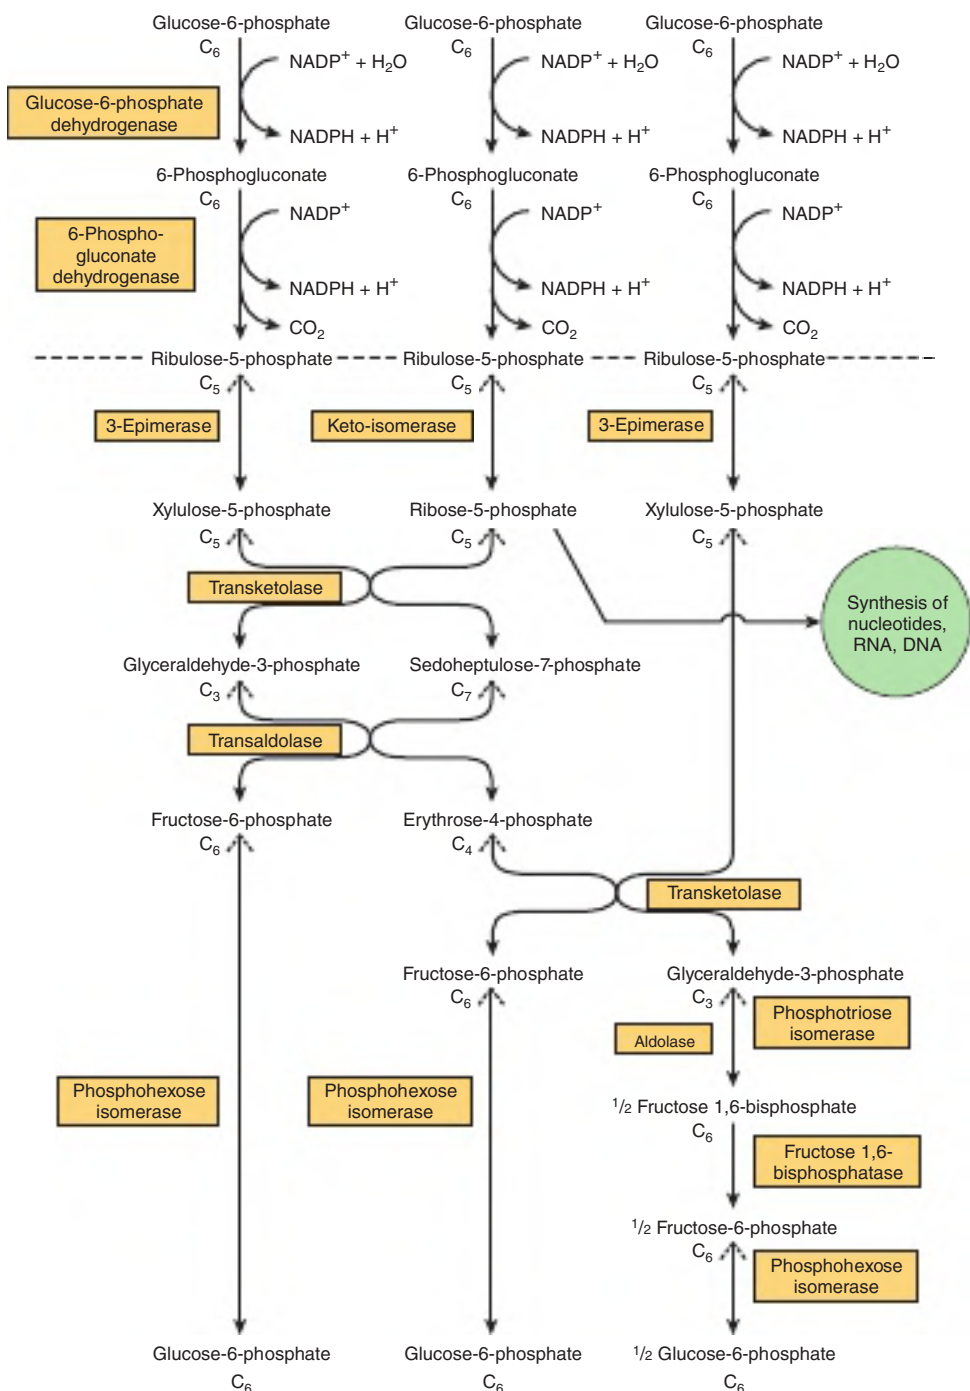 Glucose-6-phosphate Glucose-6-phosphate Glucose-6-phosphate
C6 C6 C6
NADP+ + H2O NADP+ + H2O NADP+ + H2O
Glucose-6-phosphate
dehydrogenase
NADPH + H+ NADPH + H+ NADPH + H+
6-Phosphogluconate 6-Phosphogluconate 6-Phosphogluconate
C6 C6 C6
NADP+ NADP+ NADP+
6-Phospho-
gluconate
dehydrogenase
NADPH + H+ NADPH + H+ NADPH + H+
CO2 CO2 CO2
Ribulose-5-phosphate Ribulose-5-phosphate Ribulose-5-phosphate
C5 C5 C5
3-Epimerase Keto-isomerase 3-Epimerase
Xylulose-5-phosphate Ribose-5-phosphate Xylulose-5-phosphate
C5 C5 C5
Transketolase
Synthesis of
nucleotides,
RNA, DNA
Glyceraldehyde-3-phosphate Sedoheptulose-7-phosphate
C3 C7
Transaldolase
Fructose-6-phosphate Erythrose-4-phosphate
C6 C4
Transketolase
Fructose-6-phosphate Glyceraldehyde-3-phosphate
C6 C3
Phosphotriose
isomerase
Aldolase
Phosphohexose
isomerase
Phosphohexose
isomerase
1/2 Fructose 1,6-bisphosphate
C6
Fructose 1,6-
bisphosphatase
1/2 Fructose-6-phosphate
C6
Phosphohexose
isomerase
Glucose-6-phosphate Glucose-6-phosphate 1/2 Glucose-6-phosphate
C6 C6 C6